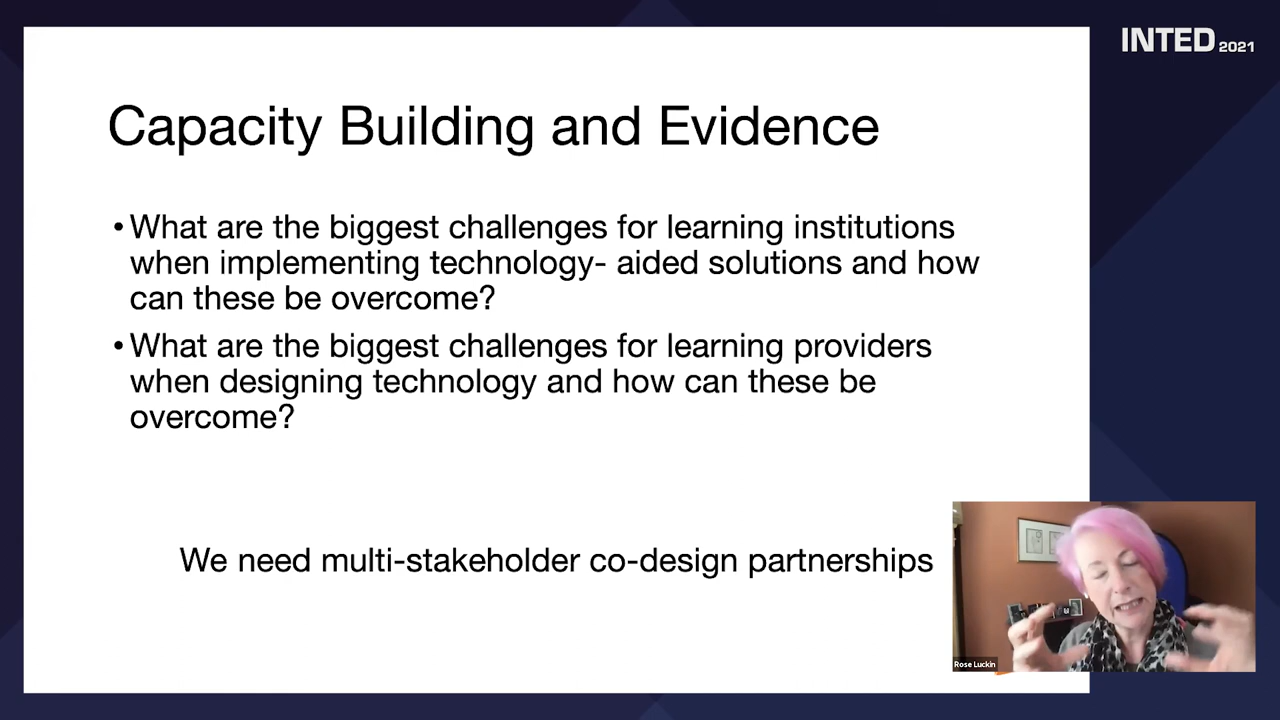 INTED 2021
Capacity Building and Evidence
•What are the biggest challenges for learning institutions
when implementing technology- aided solutions and how
can these be overcome?
•What are the biggest challenges for learning providers
when designing technology and how can these be
overcome?
We need multi-stakeholder co-design partnerships
Rose Luckin